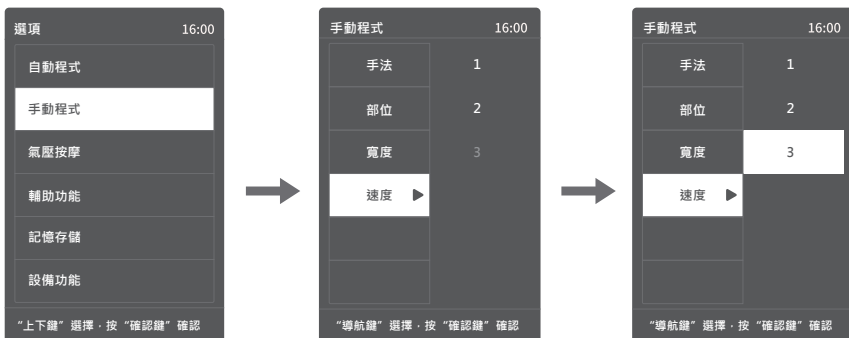 選項 16:00
自動程式
手動程式
氣壓按摩
輔助功能
記憶存儲
設備功能
“上下鍵”選擇·按“確認鍵”確認
手動程式 16:00
手法 1
部位 2
寬度 3
速度
“導航鍵”選擇·按“確認鍵”確認
手動程式 16:00
手法 1
部位 2
寬度 3
速度
“導航鍵”選擇·按“確認鍵”確認